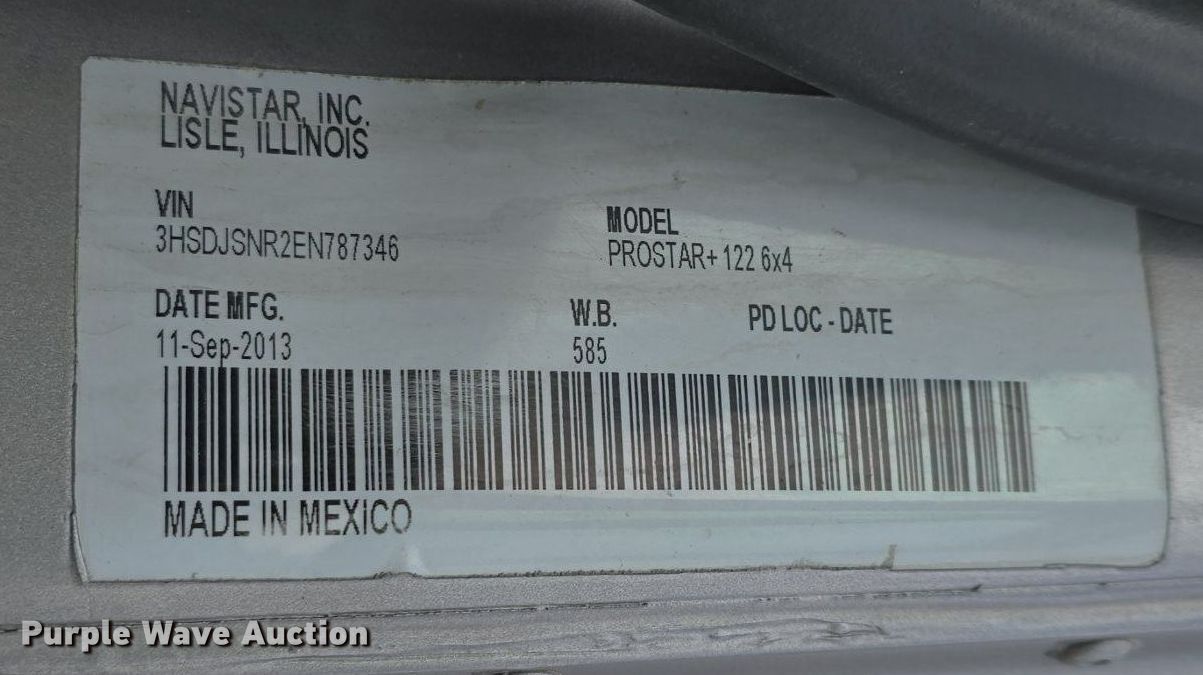 NAVISTAR, INC.
LISLE, ILLINOIS
VIN
3HSDJSNR2EN787346
MODEL
PROSTAR+ 122 6x4
DATE MFG.
11-Sep-2013
W.B.
585
PD LOC - DATE
MADE IN MEXICO
Purple Wave Auction